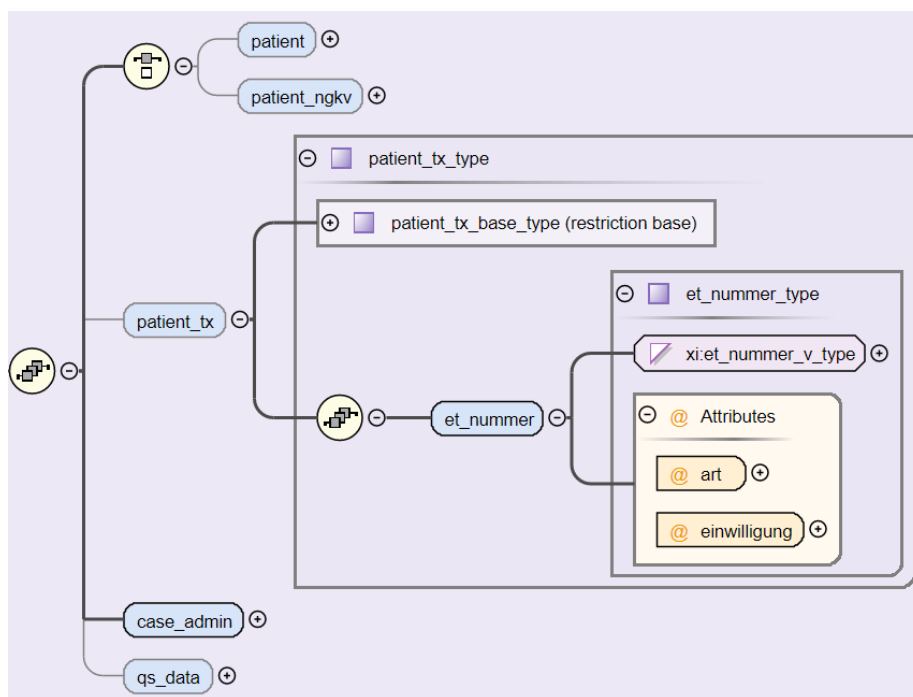 patient
patient_ngkv
patient_tx_type
patient_tx_base_type (restriction base)
et_nummer_type
patient_tx
xi:et_nummer_v_type
et_nummer
@ Attributes
@ art
@ einwilligung
case_admin
qs_data